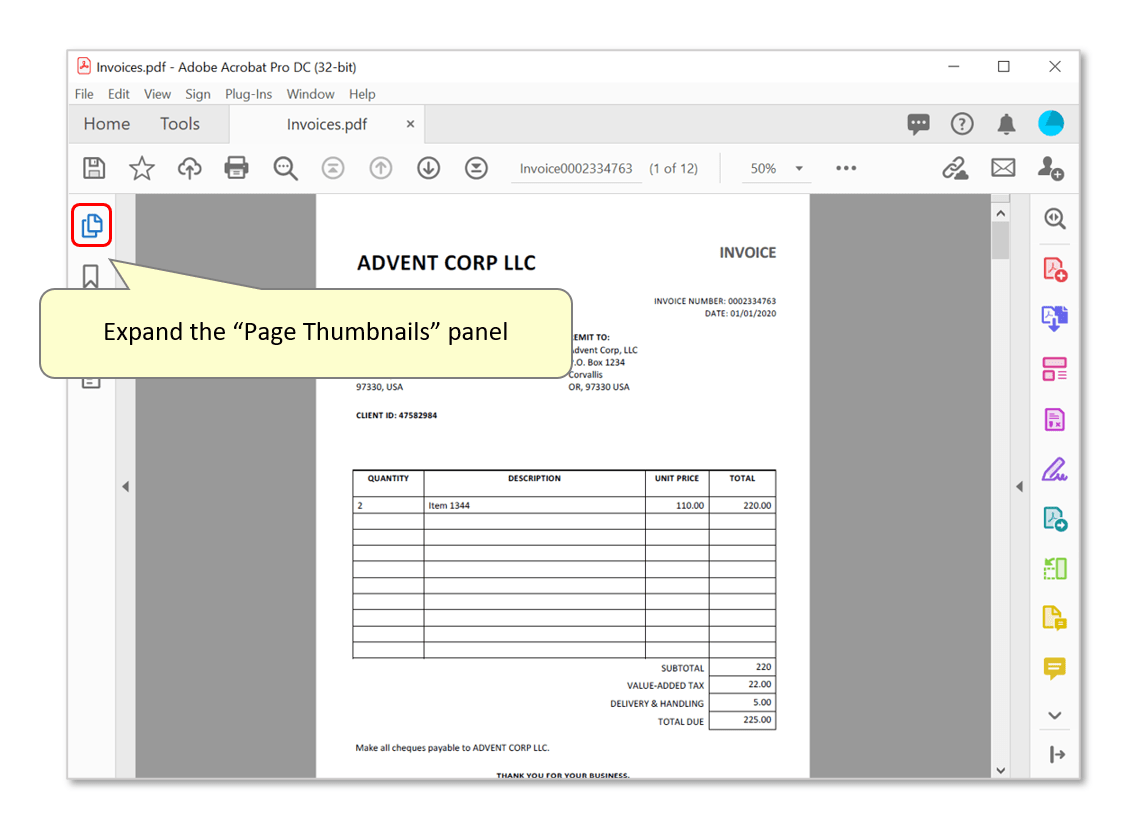 Invoices.pdf - Adobe Acrobat Pro DC (32-bit)
File Edit View Sign Plug-Ins Window Help
Home Tools Invoices.pdf ×
Invoice0002334763 (1 of 12) 50%
INVOICE
ADVENT CORP LLC
INVOICE NUMBER: 0002334763
DATE: 01/01/2020
Expand the “Page Thumbnails” panel
EMIT TO:
dvent Corp, LLC
.O. Box 1234
Corvallis
97330, USA OR, 97330 USA
CLIENT ID: 47582984
QUANTITY DESCRIPTION UNIT PRICE TOTAL
2 Item 1344 110.00 220.00
SUBTOTAL 220
VALUE-ADDED TAX 22.00
DELIVERY & HANDLING 5.00
TOTAL DUE 225.00
Make all cheques payable to ADVENT CORP LLC.
THANK YOU FOR YOUR BUSINESS.